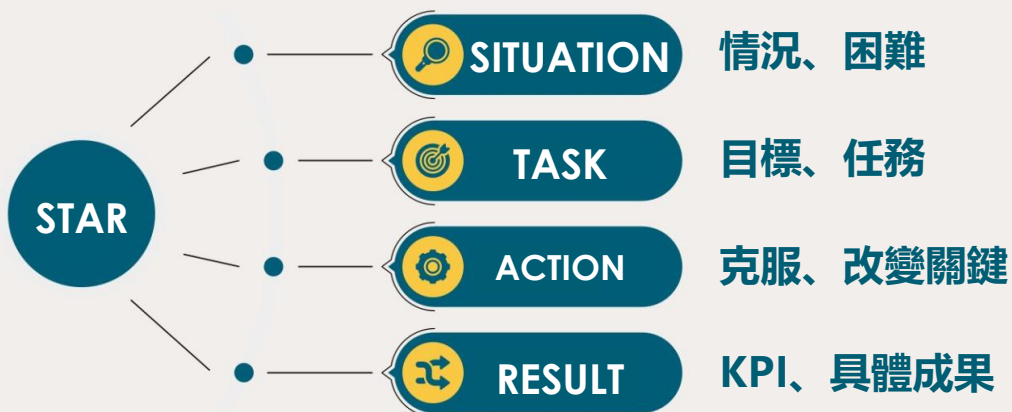 STAR
SITUATION 情況、困難
TASK 目標、任務
ACTION 克服、改變關鍵
RESULT KPI、具體成果